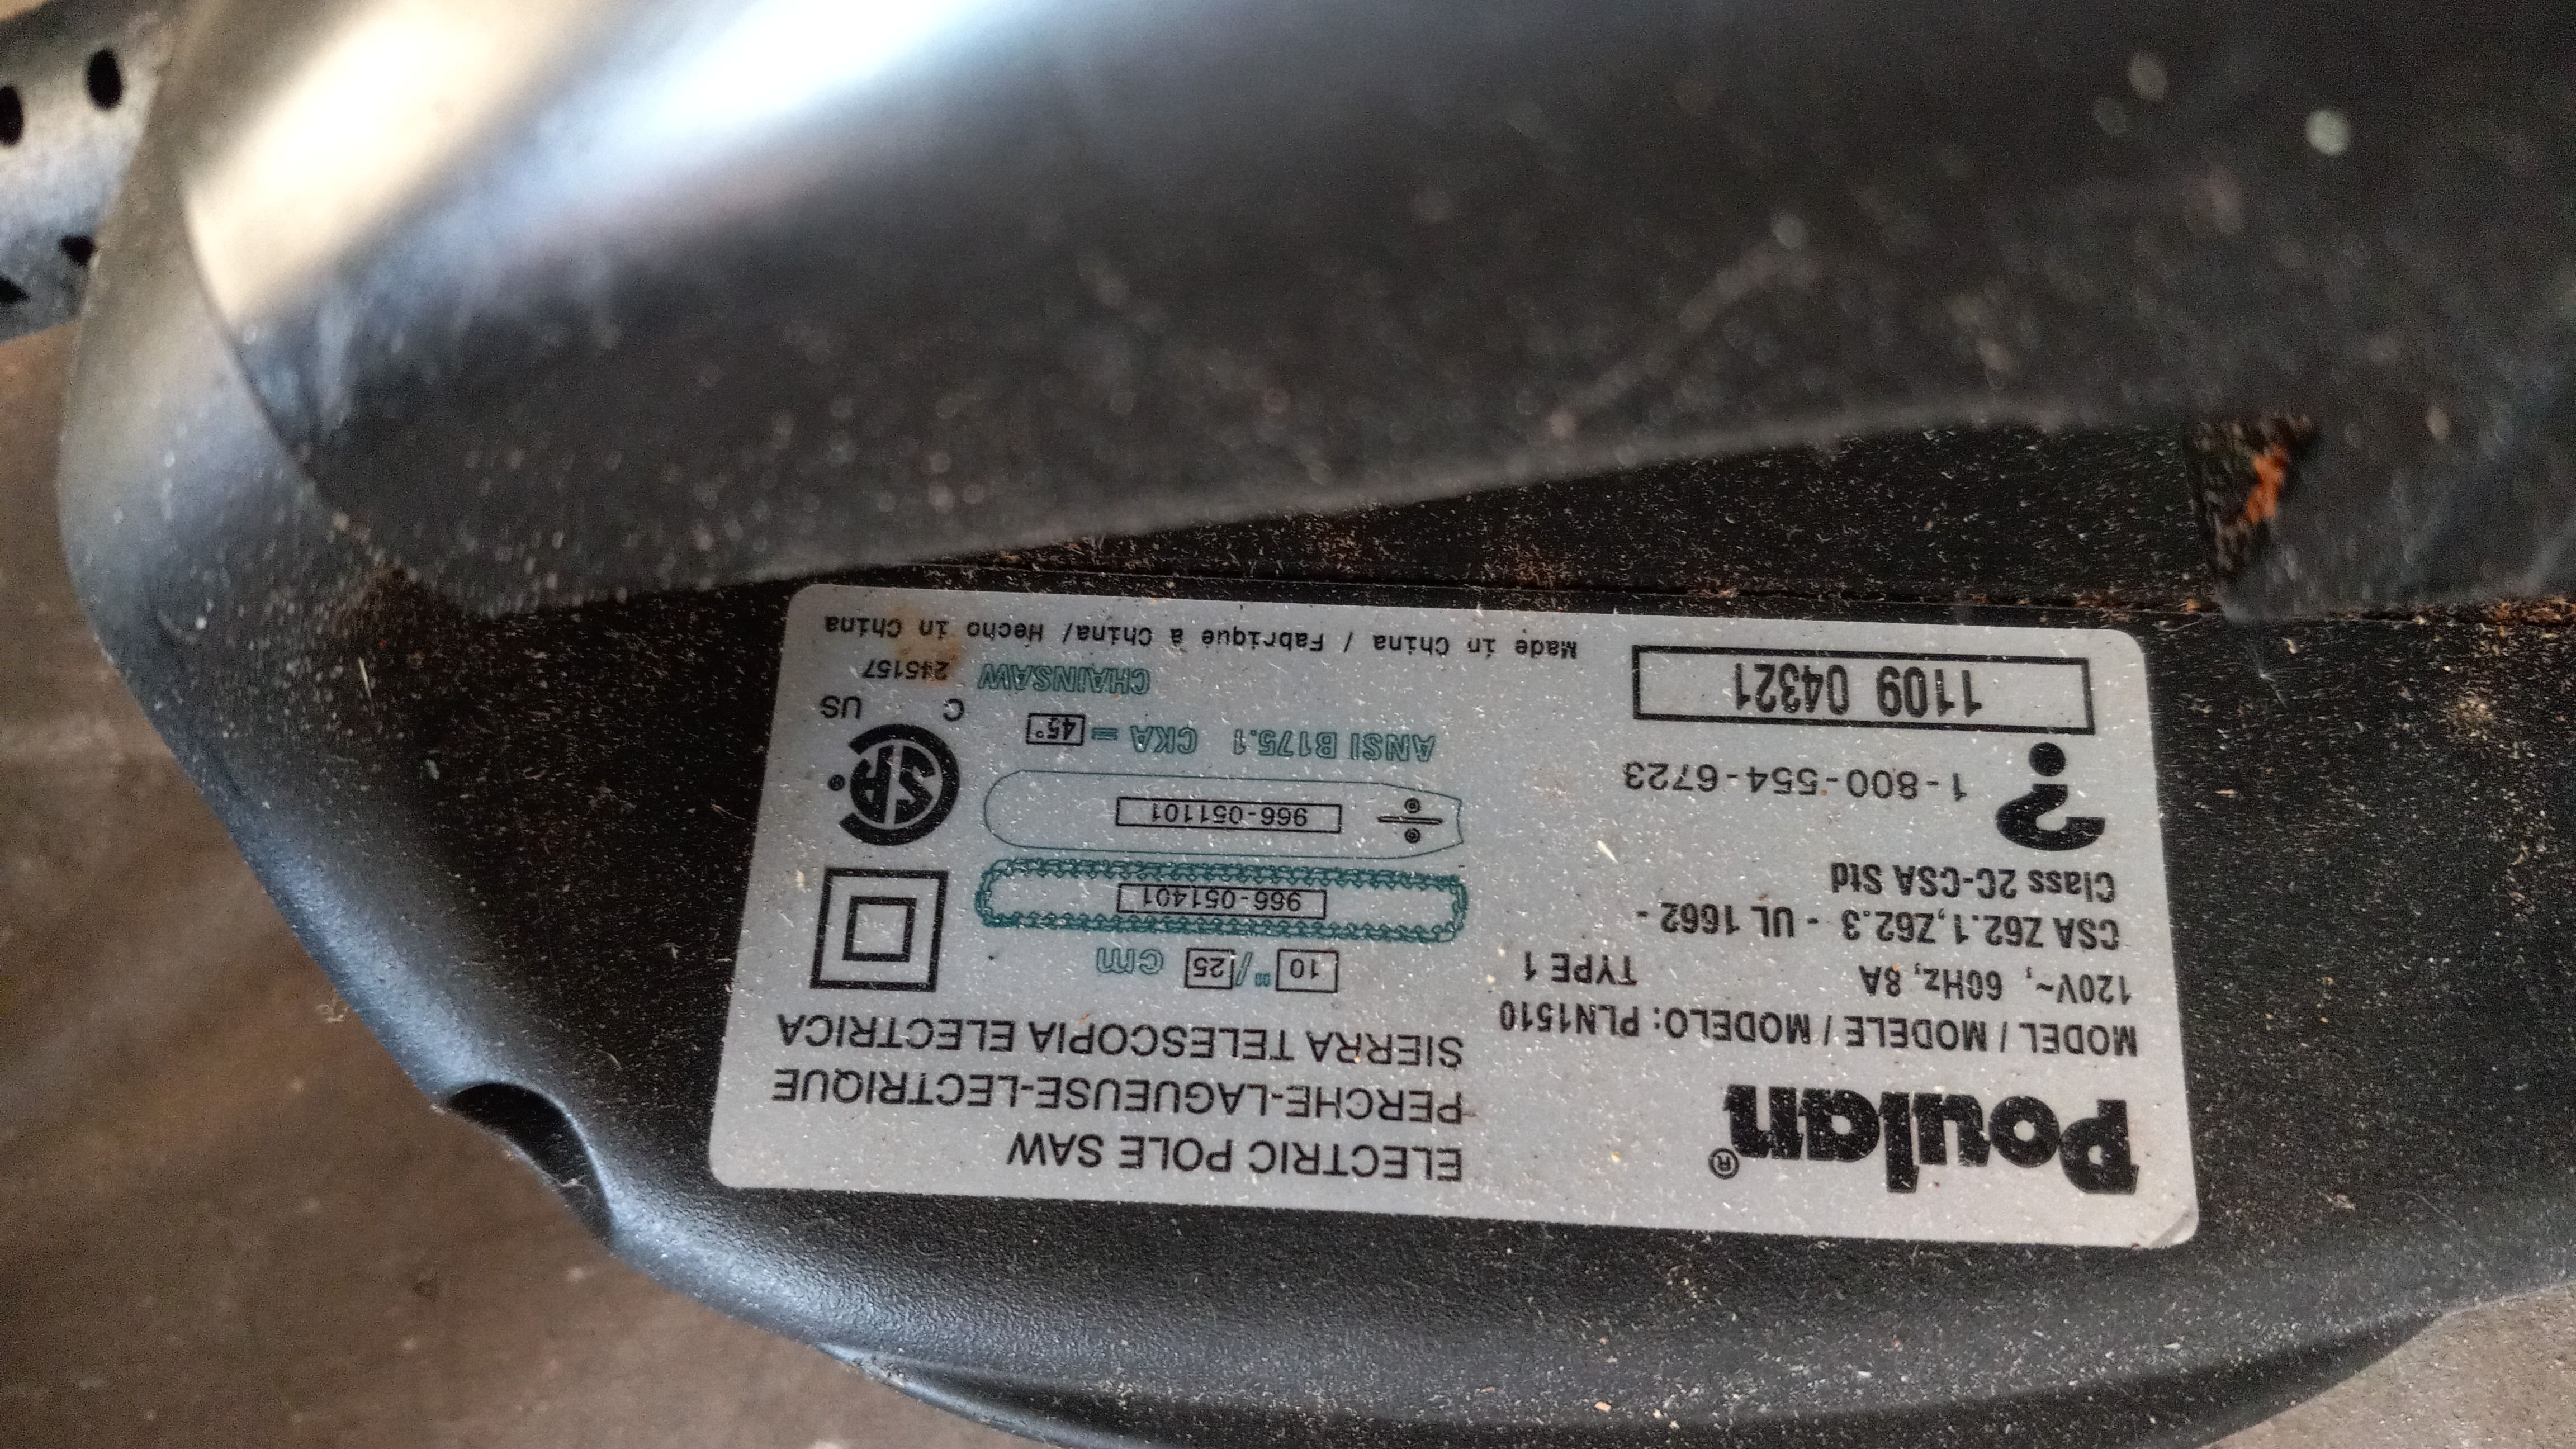 Poulan®
MODEL / MODELE / MODELO: PLN1510
120V~, 60Hz, 8A TYPE 1
CSA Z62.1,Z62.3 - UL 1662 -
Class 2C-CSA Std
?
1-800-554-6723
1109 04321
ELECTRIC POLE SAW
PERCHE-LAGUEUSE-LECTRIQUE
SIERRA TELESCOPIA ELECTRICA
10 "/ 25 cm
966-051401
966-051101
ANSI B175.1 CKA = 45°
CHAINSAW
SA®
C US
245157
Made in China / Fabriqué à China/ Hecho in China